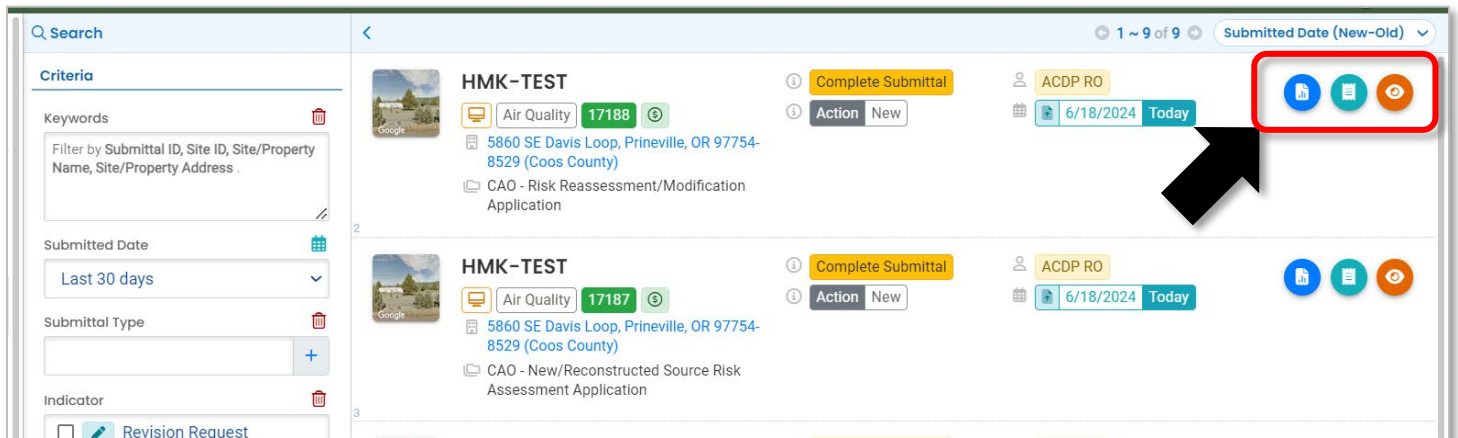 Search
1 ~ 9 of 9
Submitted Date (New-Old)
Criteria
Keywords
Filter by Submittal ID, Site ID, Site/Property
Name, Site/Property Address .
Submitted Date
Last 30 days
Submittal Type
+
Indicator
Revision Request
HMK-TEST
Air Quality 17188
5860 SE Davis Loop, Prineville, OR 97754-
8529 (Coos County)
CAO - Risk Reassessment/Modification
Application
Complete Submittal
Action New
ACDP RO
6/18/2024 Today
Google
2
HMK-TEST
Air Quality 17187
5860 SE Davis Loop, Prineville, OR 97754-
8529 (Coos County)
CAO - New/Reconstructed Source Risk
Assessment Application
Complete Submittal
Action New
ACDP RO
6/18/2024 Today
Google
3